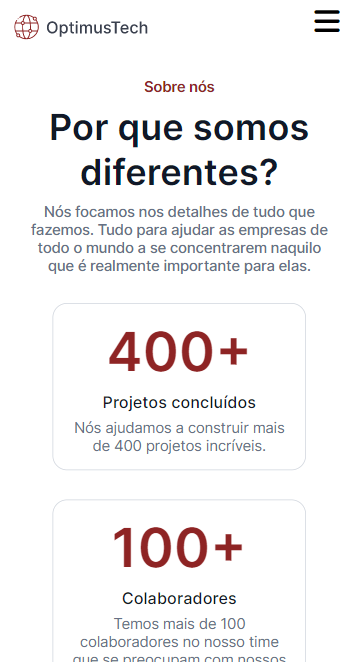 OptimusTech
Sobre nós
Por que somos
diferentes?
Nós focamos nos detalhes de tudo que
fazemos. Tudo para ajudar as empresas de
todo o mundo a se concentrarem naquilo
que é realmente importante para elas.
400+
Projetos concluídos
Nós ajudamos a construir mais
de 400 projetos incríveis.
100+
Colaboradores
Temos mais de 100
colaboradores no nosso time
que se preocupam com nossos